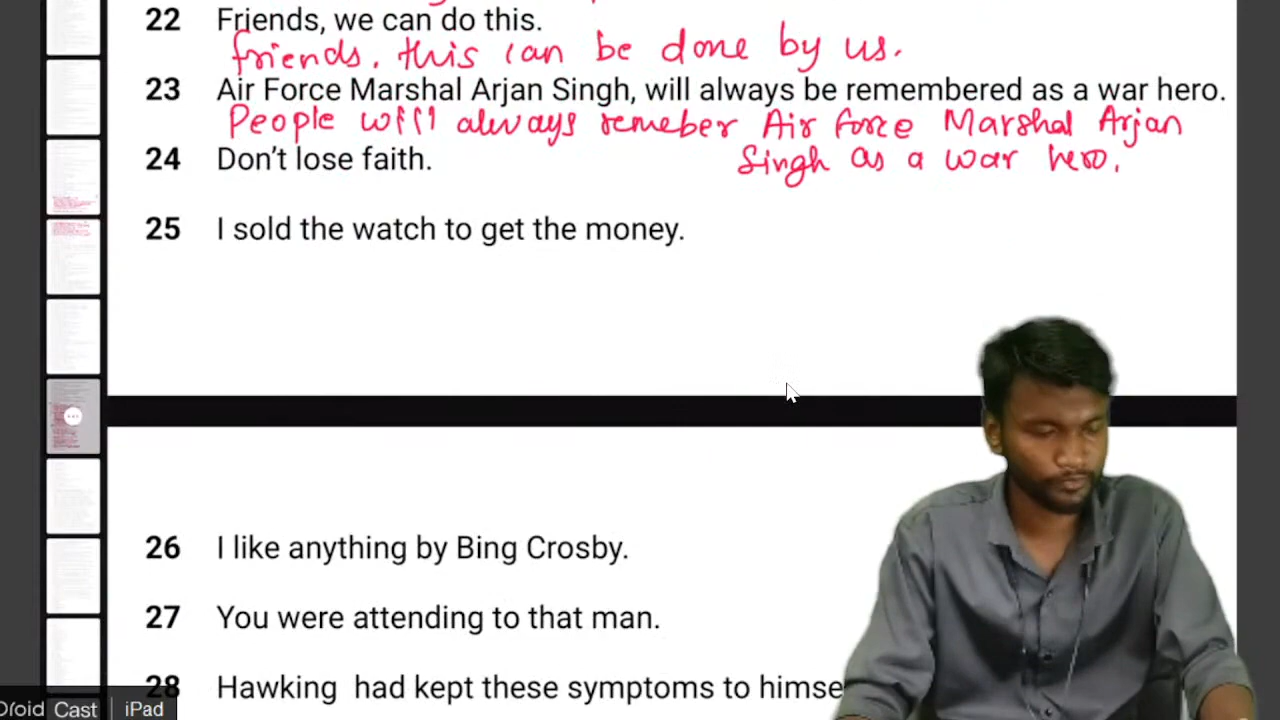 22 Friends, we can do this.
friends, this can be done by us.
23 Air Force Marshal Arjan Singh, will always be remembered as a war hero.
People will always remeber Air force Marshal Arjan
Singh as a war hero.
24 Don't lose faith.
25 I sold the watch to get the money.
26 I like anything by Bing Crosby.
27 You were attending to that man.
28 Hawking had kept these symptoms to himse
Droid Cast | iPad